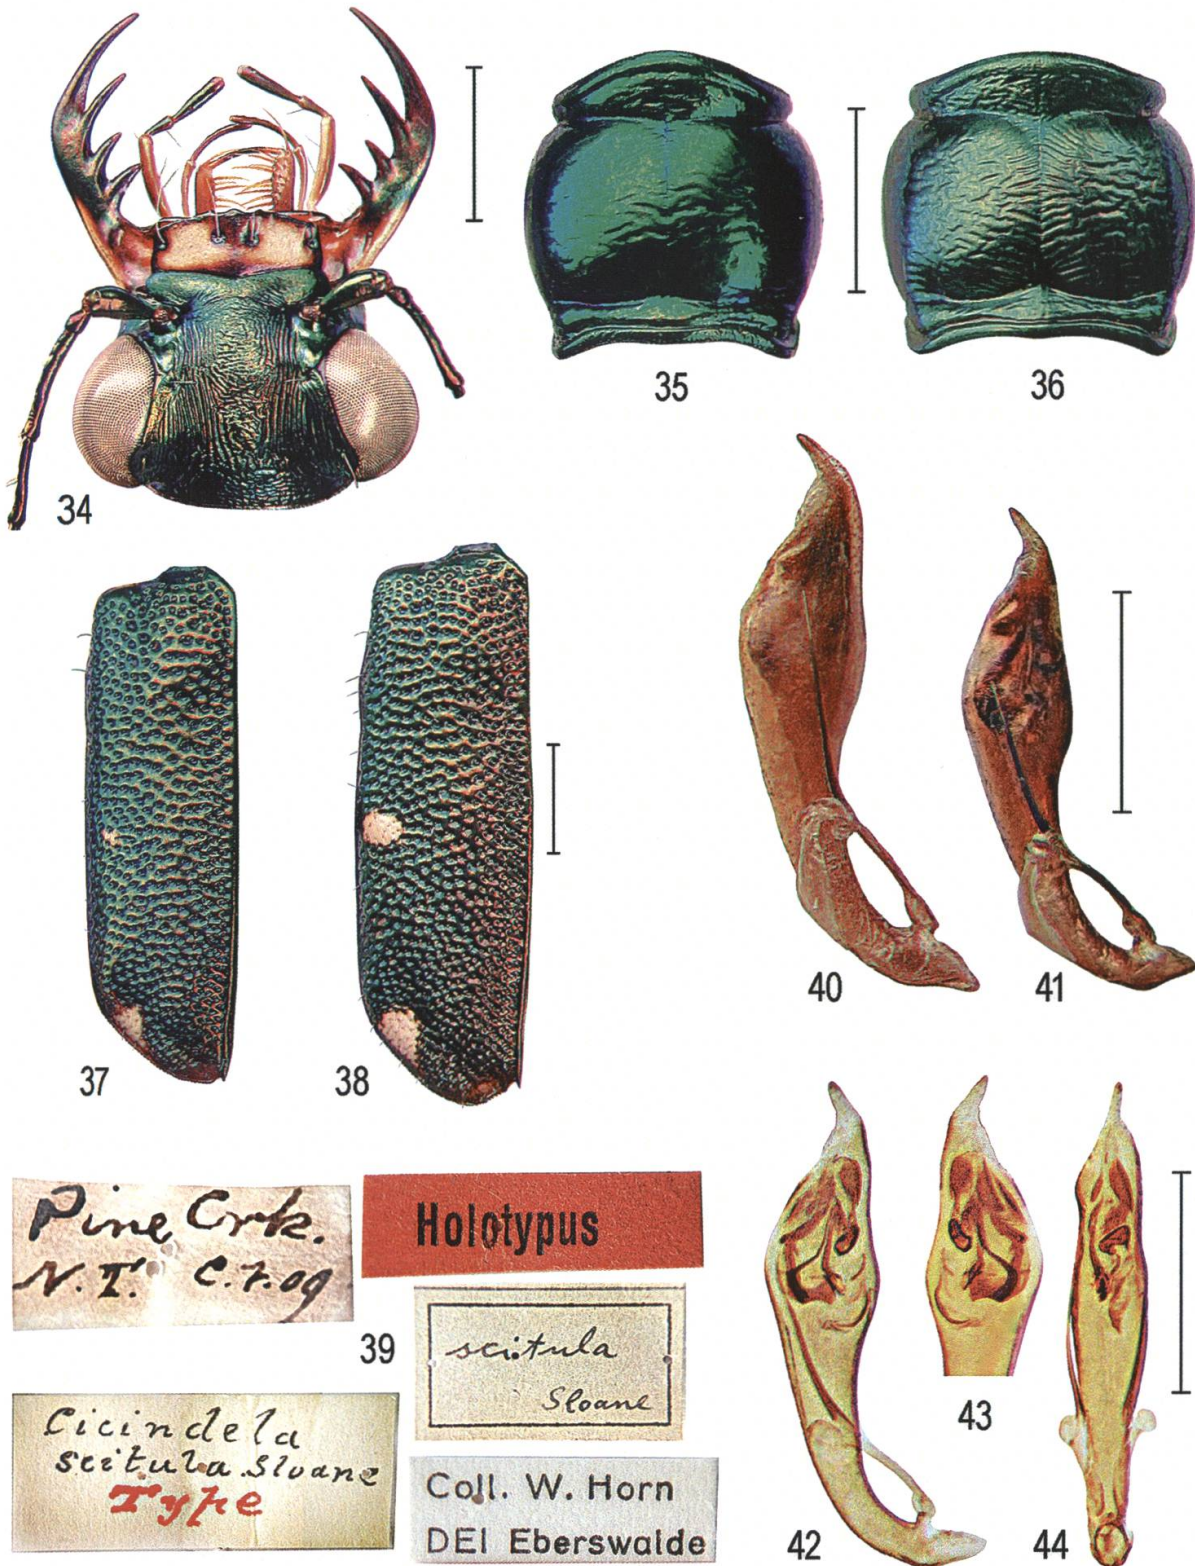 34
35
36
37
38
40
41
Pine Crk.
N.T. C.7.09
Holotypus
39
scitula
Sloane
Cicindela
scitula Sloane
Type
Coll. W. Horn
DEI Eberswalde
42
43
44